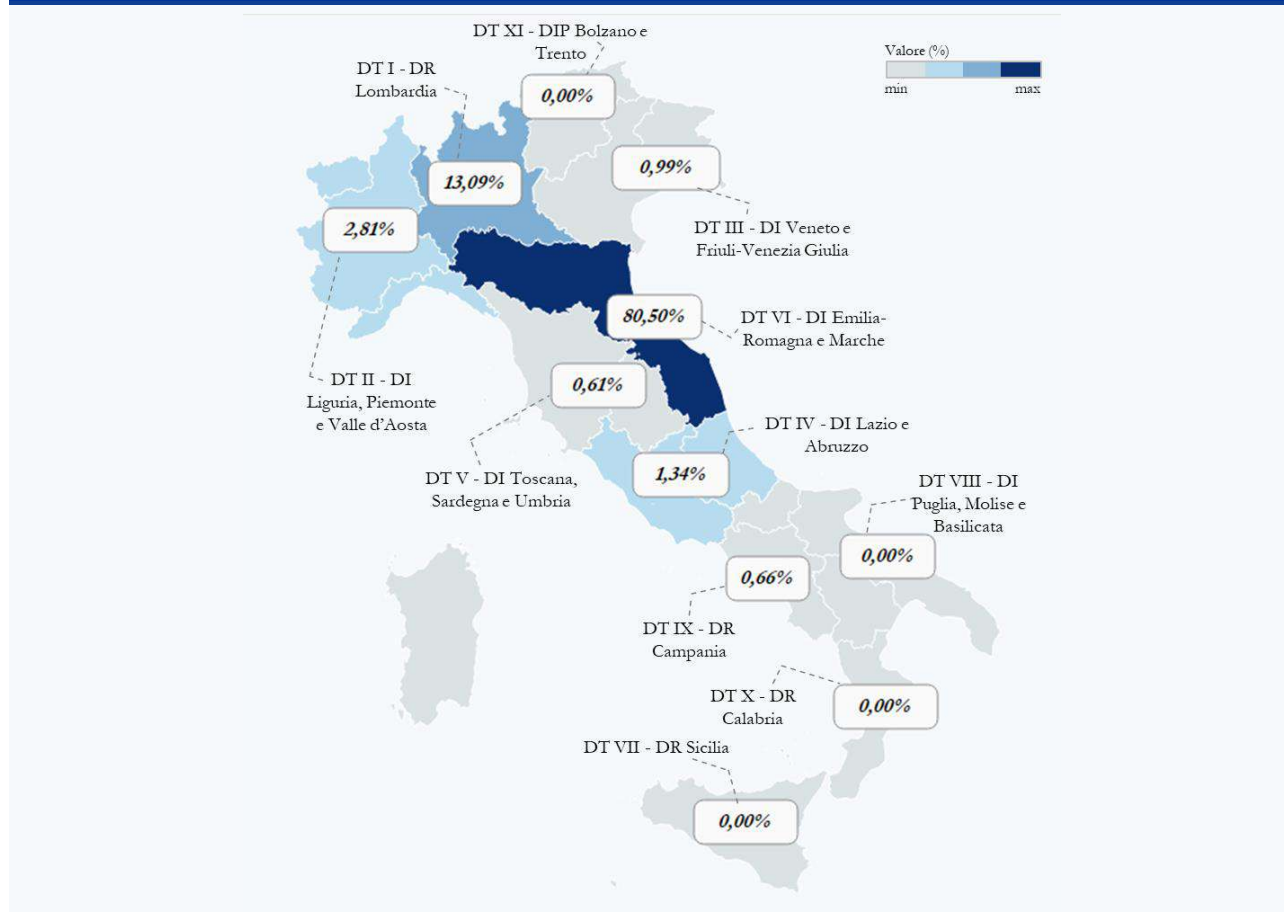 DT XI - DIP Bolzano e
Trento
Valore (%)
min
max
DT I - DR
Lombardia
0,00%
0,99%
13,09%
2,81%
DT III - DI Veneto e
Friuli-Venezia Giulia
80,50%
DT VI - DI Emilia-
Romagna e Marche
DT II - DI
Liguria, Piemonte
e Valle d'Aosta
0,61%
DT IV - DI Lazio e
Abruzzo
DT V - DI Toscana,
Sardegna e Umbria
1,34%
DT VIII - DI
Puglia, Molise e
Basilicata
0,00%
0,66%
DT IX - DR
Campania
DT X - DR
Calabria
0,00%
DT VII - DR Sicilia
0,00%